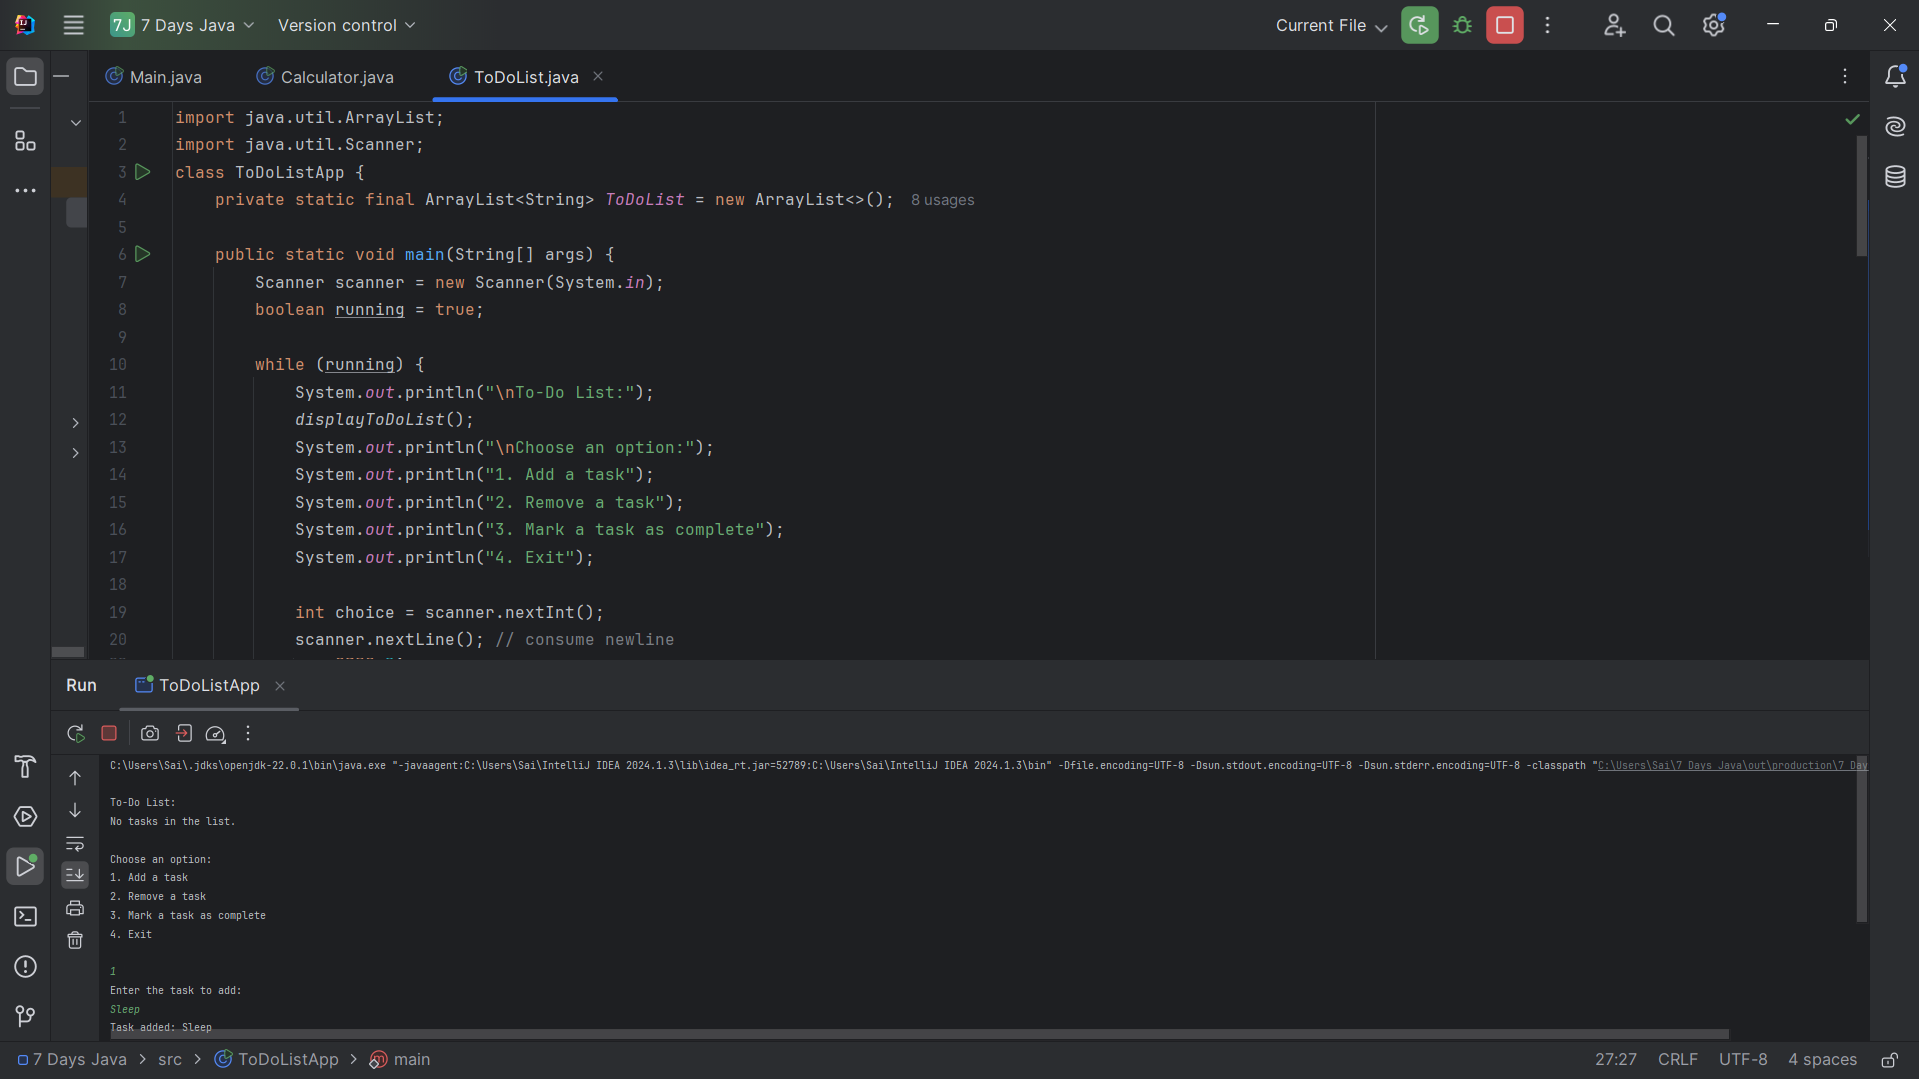 7J 7 Days Java Version control Current File
Main.java Calculator.java ToDoList.java
1 import java.util.ArrayList;
2 import java.util.Scanner;
3 class ToDoListApp {
4 private static final ArrayList<String> ToDoList = new ArrayList<>(); 8 usages
5
6 public static void main(String[] args) {
7 Scanner scanner = new Scanner(System.in);
8 boolean running = true;
9
10 while (running) {
11 System.out.println("\nTo-Do List:");
12 displayToDoList();
13 System.out.println("\nChoose an option:");
14 System.out.println("1. Add a task");
15 System.out.println("2. Remove a task");
16 System.out.println("3. Mark a task as complete");
17 System.out.println("4. Exit");
18
19 int choice = scanner.nextInt();
20 scanner.nextLine(); // consume newline
Run ToDoListApp
C:\Users\Sai\.jdks\openjdk-22.0.1\bin\java.exe "-javaagent:C:\Users\Sai\IntelliJ IDEA 2024.1.3\lib\idea_rt.jar=52789:C:\Users\Sai\IntelliJ IDEA 2024.1.3\bin" -Dfile.encoding=UTF-8 -Dsun.stdout.encoding=UTF-8 -Dsun.stderr.encoding=UTF-8 -classpath "C:\Users\Sai\7 Days Java\out\production\7 Day
To-Do List:
No tasks in the list.
Choose an option:
1. Add a task
2. Remove a task
3. Mark a task as complete
4. Exit
1
Enter the task to add:
Sleep
Task added: Sleep
7 Days Java > src > ToDoListApp > main 27:27 CRLF UTF-8 4 spaces